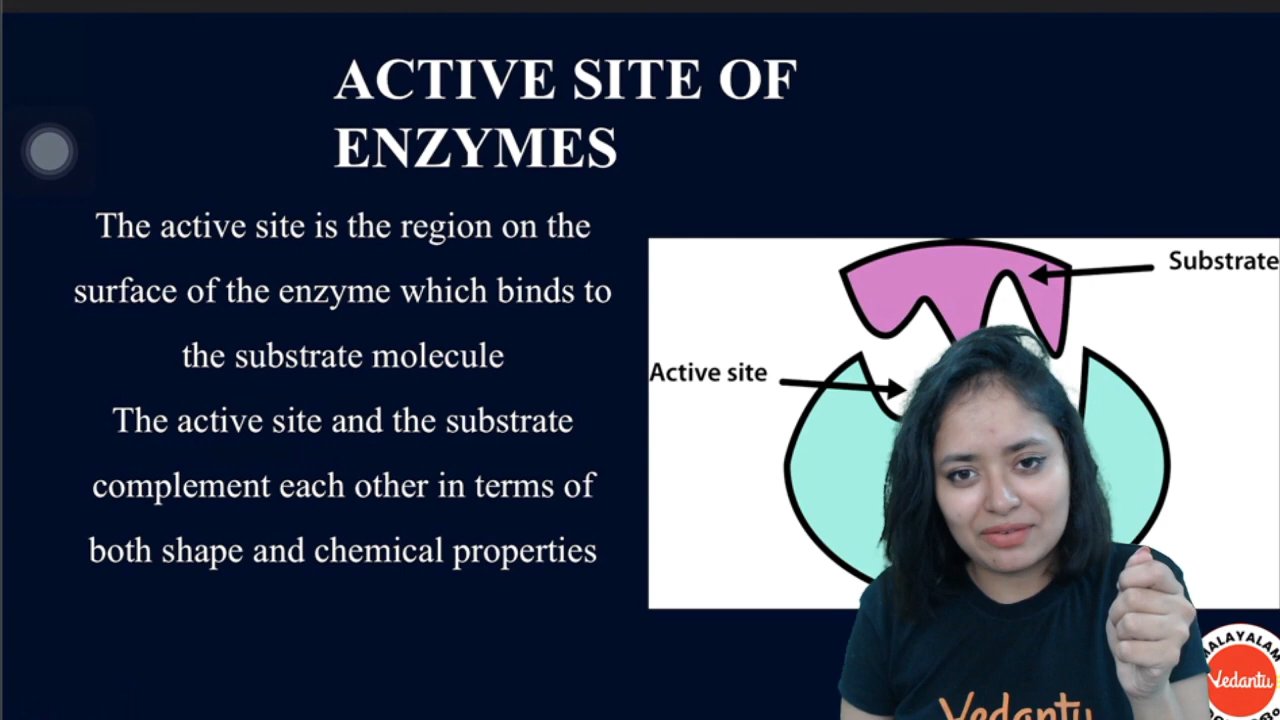 ACTIVE SITE OF
ENZYMES
The active site is the region on the
surface of the enzyme which binds to
the substrate molecule
The active site and the substrate
complement each other in terms of
both shape and chemical properties
Substrate
Active site
Vedantu
MALAYALAM
Vedantu